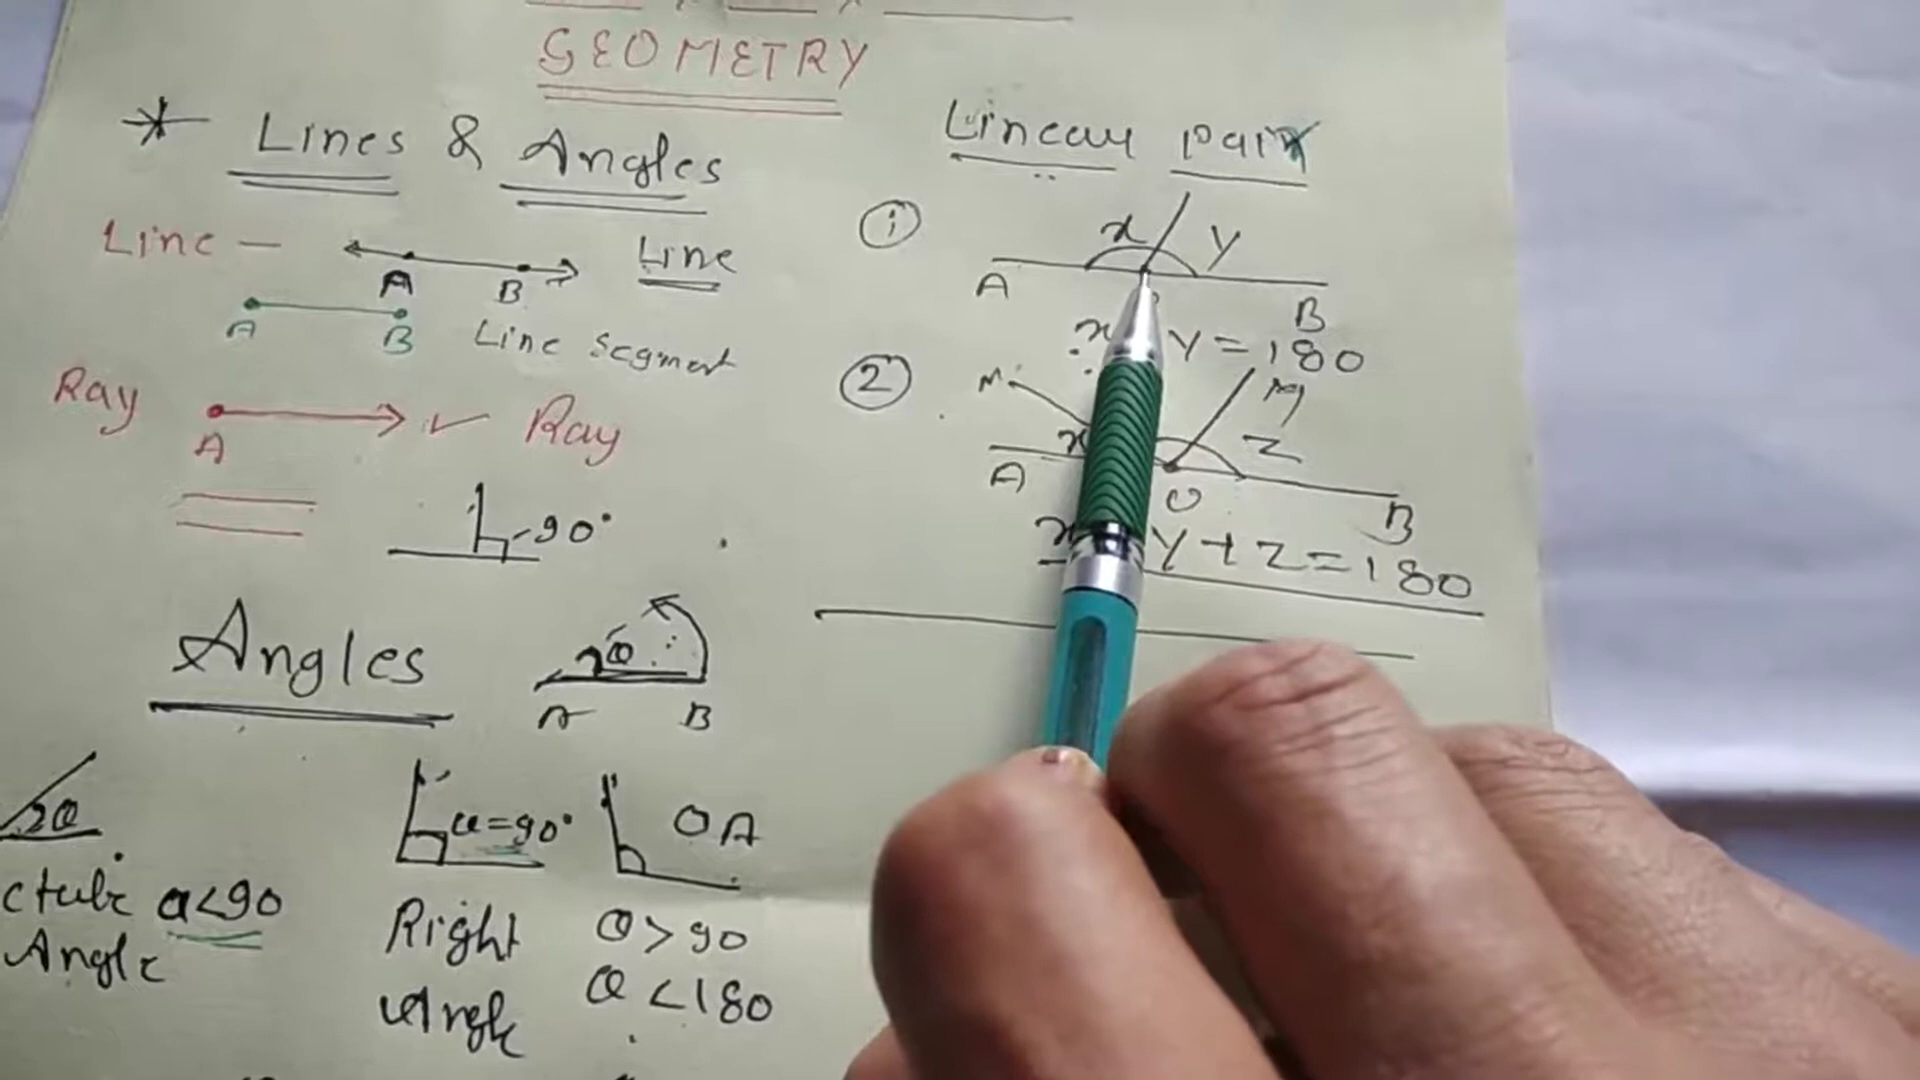 GEOMETRY
* Lines & Angles
Line — A B Line
A B Line Segment
Ray A Ray
90°
Angles
A B
θ θ=90° OA
Angle θ<90
Right Angle
θ>90
θ<180
Linear pair
① x y
A B
x y = 180
② M
x z
A O B
x y + z = 180